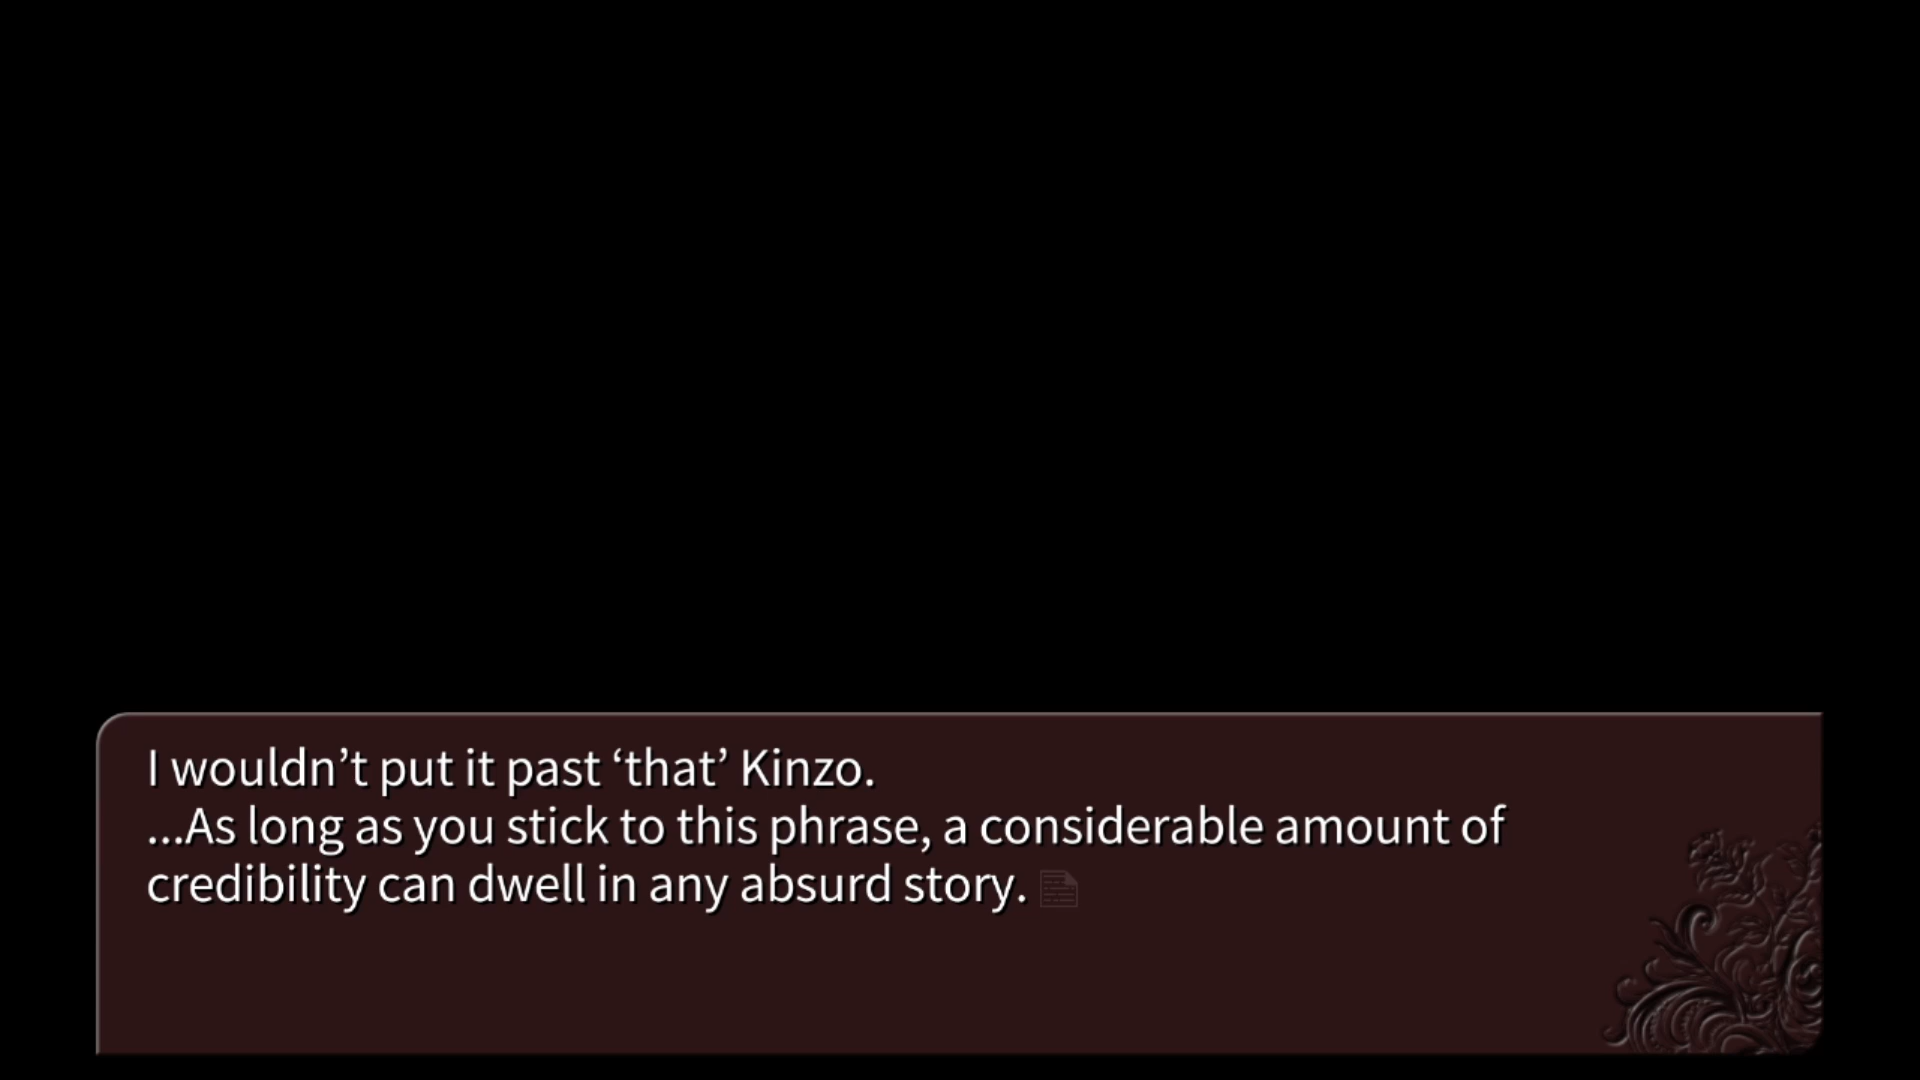 I wouldn’t put it past ‘that’ Kinzo.
...As long as you stick to this phrase, a considerable amount of
credibility can dwell in any absurd story.